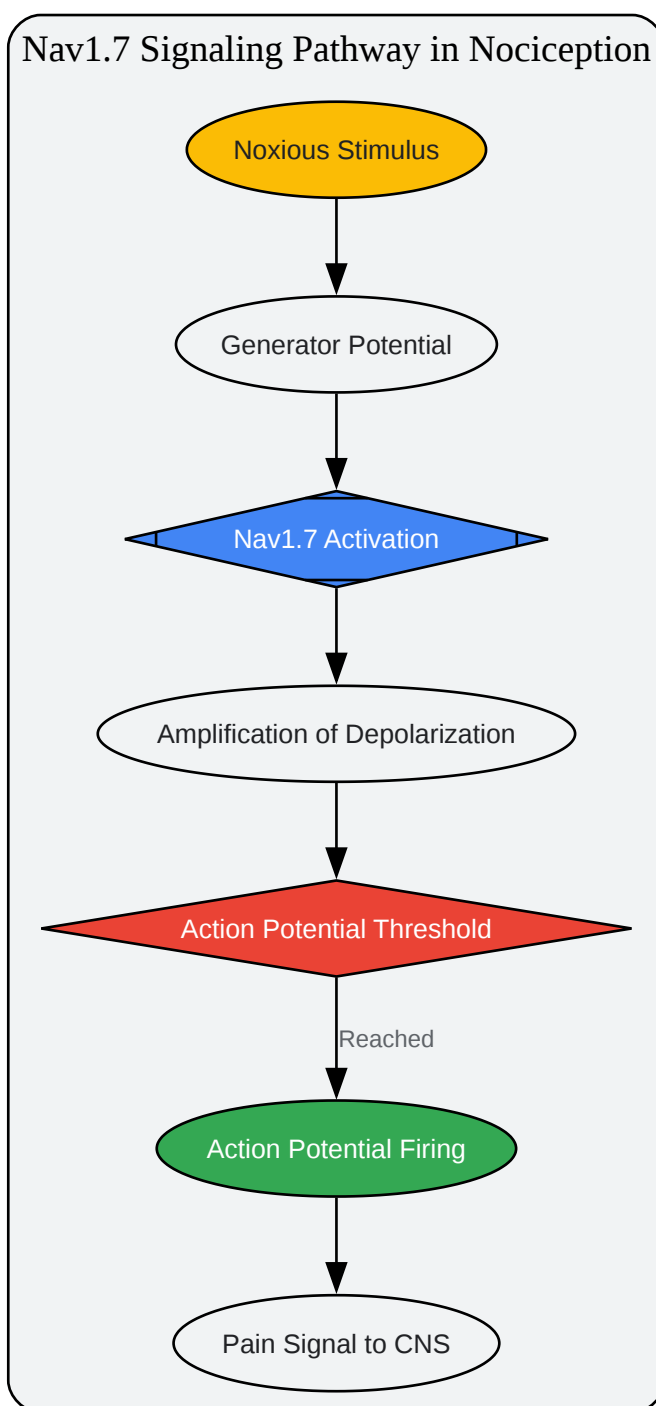 Nav1.7 Signaling Pathway in Nociception
Noxious Stimulus
Generator Potential
Nav1.7 Activation
Amplification of Depolarization
Action Potential Threshold
Reached
Action Potential Firing
Pain Signal to CNS